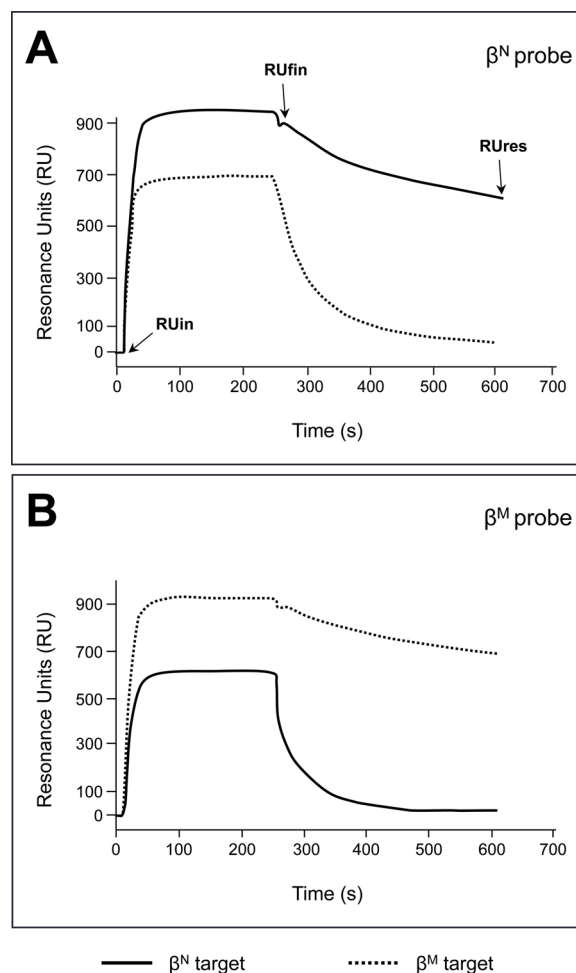 A
βᴺ probe
RUfin
RUres
RUin
Resonance Units (RU)
900
700
500
300
100
0
0 100 200 300 400 500 600 700
Time (s)
B
βᴹ probe
Resonance Units (RU)
900
700
500
300
100
0
0 100 200 300 400 500 600 700
Time (s)
βᴺ target βᴹ target